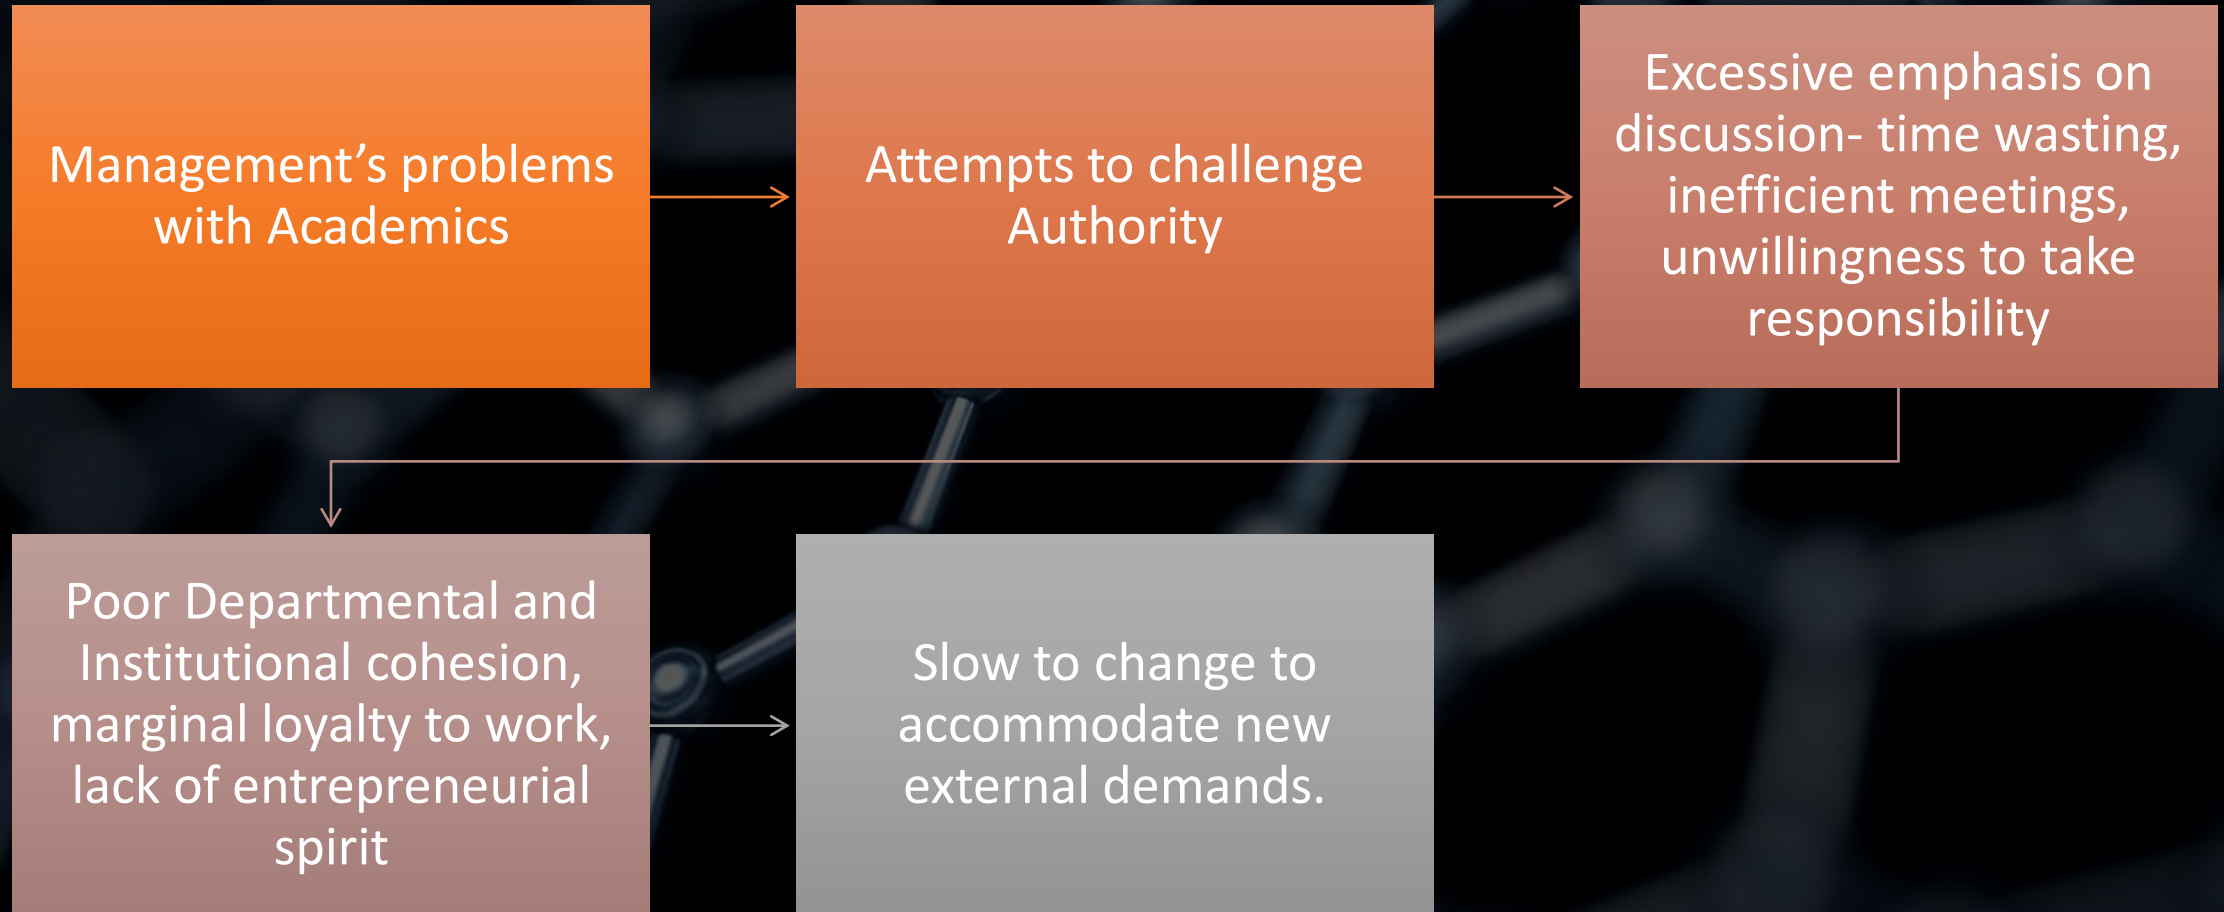 Management’s problems
with Academics
Attempts to challenge
Authority
Excessive emphasis on
discussion- time wasting,
inefficient meetings,
unwillingness to take
responsibility
Poor Departmental and
Institutional cohesion,
marginal loyalty to work,
lack of entrepreneurial
spirit
Slow to change to
accommodate new
external demands.